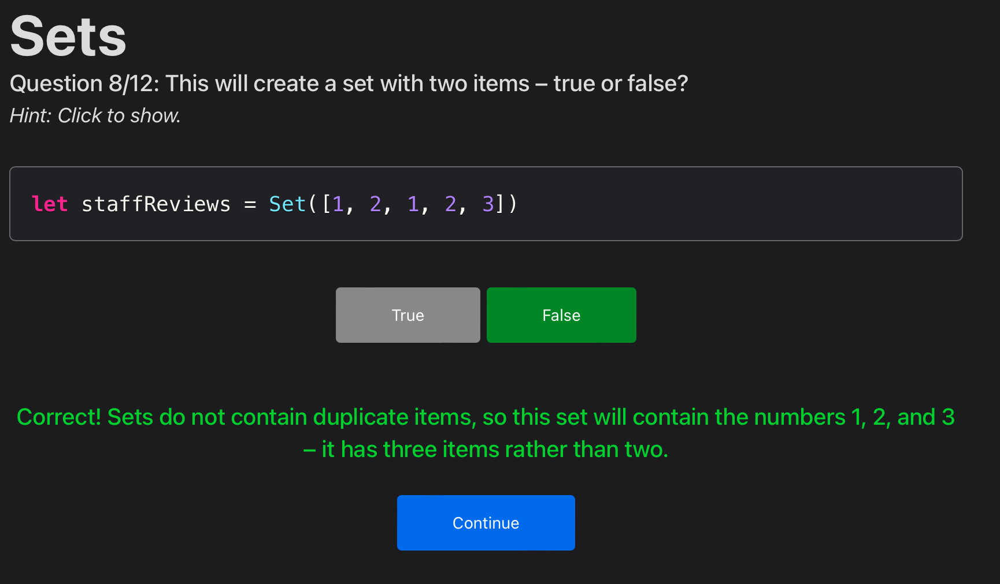 Sets
Question 8/12: This will create a set with two items – true or false?
Hint: Click to show.
let staffReviews = Set([1, 2, 1, 2, 3])
True
False
Correct! Sets do not contain duplicate items, so this set will contain the numbers 1, 2, and 3
– it has three items rather than two.
Continue